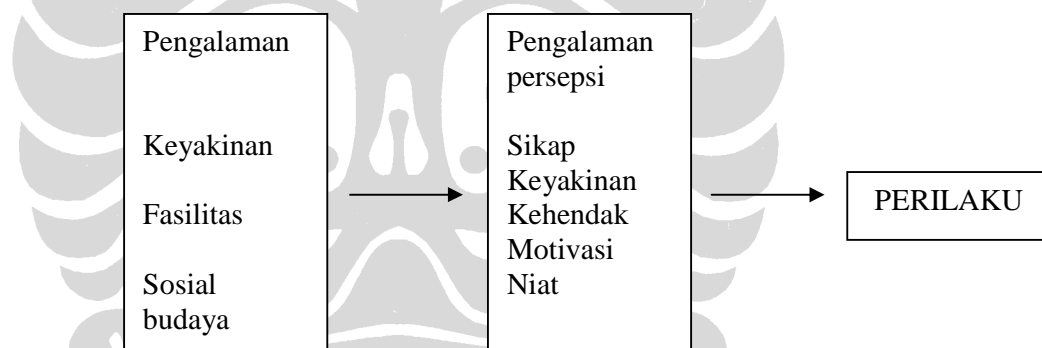 Pengalaman
Keyakinan
Fasilitas
Sosial
budaya
Pengalaman
persepsi
Sikap
Keyakinan
Kehendak
Motivasi
Niat
PERILAKU